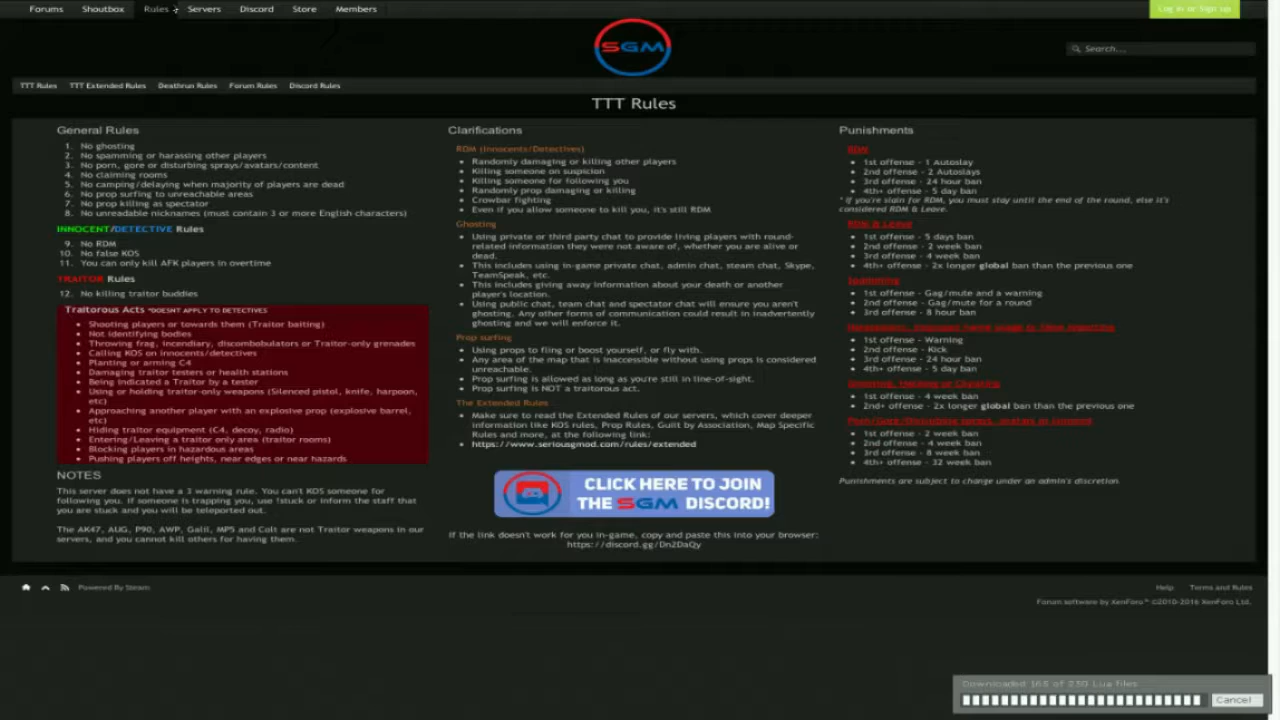 Forums Shoutbox Rules Servers Discord Store Members
Log in or Sign up
SGM
Search...
TTT Rules TTT Extended Rules Deathrun Rules Forum Rules Discord Rules
TTT Rules
General Rules
1. No ghosting
2. No spamming or harassing other players
3. No porn, gore or disturbing sprays/avatars/content
4. No claiming rooms
5. No camping/delaying when majority of players are dead
6. No prop surfing to unreachable areas
7. No prop killing as spectator
8. No unreadable nicknames (must contain 3 or more English characters)
INNOCENT/DETECTIVE Rules
9. No RDM
10. No false KOS
11. You can only kill AFK players in overtime
TRAITOR Rules
12. No killing traitor buddies
Traitorous Acts *DOESNT APPLY TO DETECTIVES
Shooting players or towards them (Traitor baiting)
Not identifying bodies
Throwing frag, incendiary, discombobulators or Traitor-only grenades
Calling KOS on innocents/detectives
Planting or arming C4
Damaging traitor testers or health stations
Being indicated a Traitor by a tester
Using or holding traitor-only weapons (Silenced pistol, knife, harpoon,
etc)
Approaching another player with an explosive prop (explosive barrel,
etc)
Hiding traitor equipment (C4, decoy, radio)
Entering/Leaving a traitor only area (traitor rooms)
Blocking players in hazardous areas
Pushing players off heights, near edges or near hazards
NOTES
This server does not have a 3 warning rule. You can't KOS someone for
following you. If someone is trapping you, use !stuck or inform the staff that
you are stuck and you will be teleported out.
The AK47, AUG, P90, AWP, Galil, MP5 and Colt are not Traitor weapons in our
servers, and you cannot kill others for having them.
Clarifications
RDM (Innocents/Detectives)
Randomly damaging or killing other players
Killing someone on suspicion
Killing someone for following you
Randomly prop damaging or killing
Crowbar fighting
Even if you allow someone to kill you, it's still RDM
Ghosting
Using private or third party chat to provide living players with round-
related information they were not aware of, whether you are alive or
dead.
This includes using in-game private chat, admin chat, steam chat, Skype,
TeamSpeak, etc.
This includes giving away information about your death or another
player's location.
Using public chat, team chat and spectator chat will ensure you aren't
ghosting. Any other forms of communication could result in inadvertently
ghosting and we will enforce it.
Prop surfing
Using props to fling or boost yourself, or fly with.
Any area of the map that is inaccessible without using props is considered
unreachable.
Prop surfing is allowed as long as you're still in line-of-sight.
Prop surfing is NOT a traitorous act.
The Extended Rules
Make sure to read the Extended Rules of our servers, which cover deeper
information like KOS rules, Prop Rules, Guilt by Association, Map Specific
Rules and more, at the following link:
https://www.seriousgmod.com/rules/extended
CLICK HERE TO JOIN
THE SGM DISCORD!
If the link doesn't work for you in-game, copy and paste this into your browser:
https://discord.gg/Dn2DaQy
Punishments
RDM
1st offense - 1 Autoslay
2nd offense - 2 Autoslays
3rd offense - 24 hour ban
4th+ offense - 5 day ban
* If you're slain for RDM, you must stay until the end of the round, else it's
considered RDM & Leave.
RDM & Leave
1st offense - 5 days ban
2nd offense - 2 week ban
3rd offense - 4 week ban
4th+ offense - 2x longer global ban than the previous one
Spamming
1st offense - Gag/mute and a warning
2nd offense - Gag/mute for a round
3rd offense - 8 hour ban
1st offense - Warning
2nd offense - Kick
3rd offense - 24 hour ban
4th+ offense - 5 day ban
Ghosting, Hacking or Cheating
1st offense - 4 week ban
2nd+ offense - 2x longer global ban than the previous one
1st offense - 2 week ban
2nd offense - 4 week ban
3rd offense - 8 week ban
4th+ offense - 32 week ban
Punishments are subject to change under an admin's discretion.
Powered By Steam
Help Terms and Rules
Forum software by XenForo™ ©2010-2016 XenForo Ltd.
Downloaded 165 of 239 Lua files
Cancel